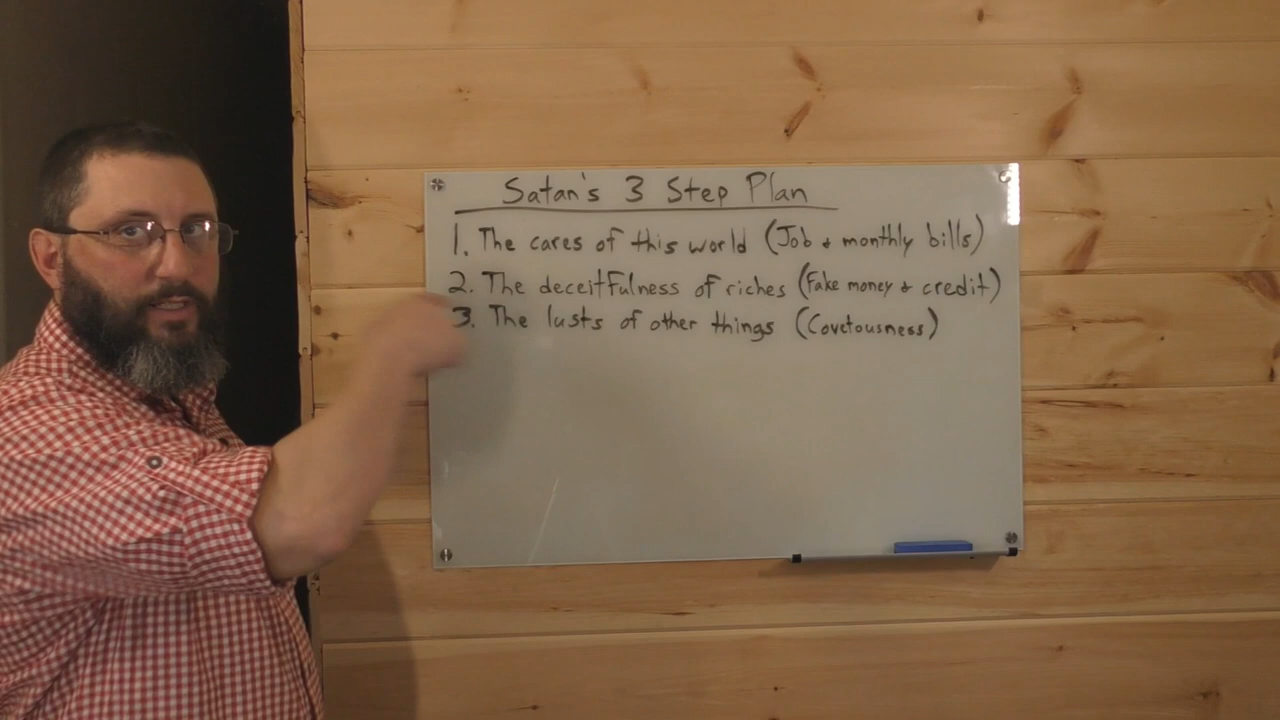 Satan's 3 Step Plan
1. The cares of this world (Job & monthly bills)
2. The deceitfulness of riches (Fake money & credit)
3. The lusts of other things (Covetousness)